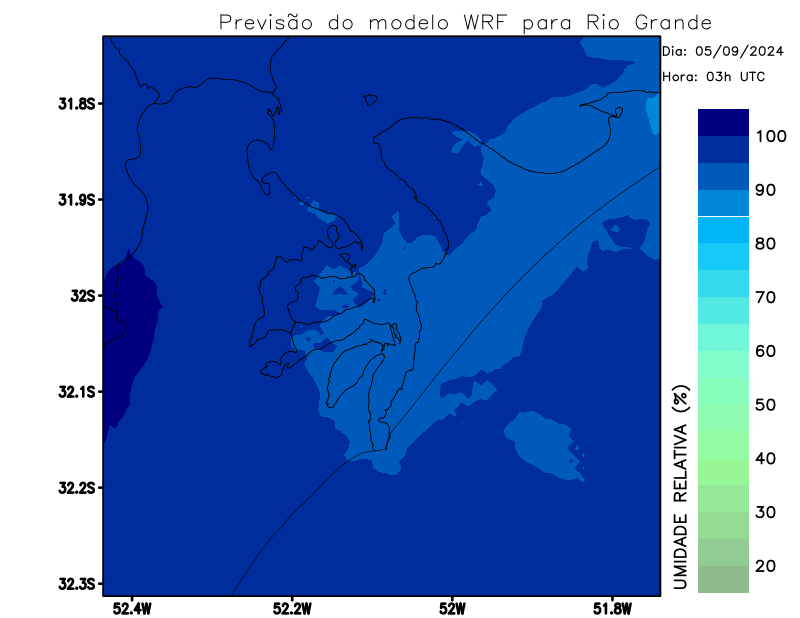 Previsão do modelo WRF para Rio Grande
Dia: 05/09/2024
Hora: 03h UTC
31.8S
31.9S
32S
32.1S
32.2S
32.3S
52.4W
52.2W
52W
51.8W
100
90
80
70
60
50
40
30
20
UMIDADE RELATIVA (%)